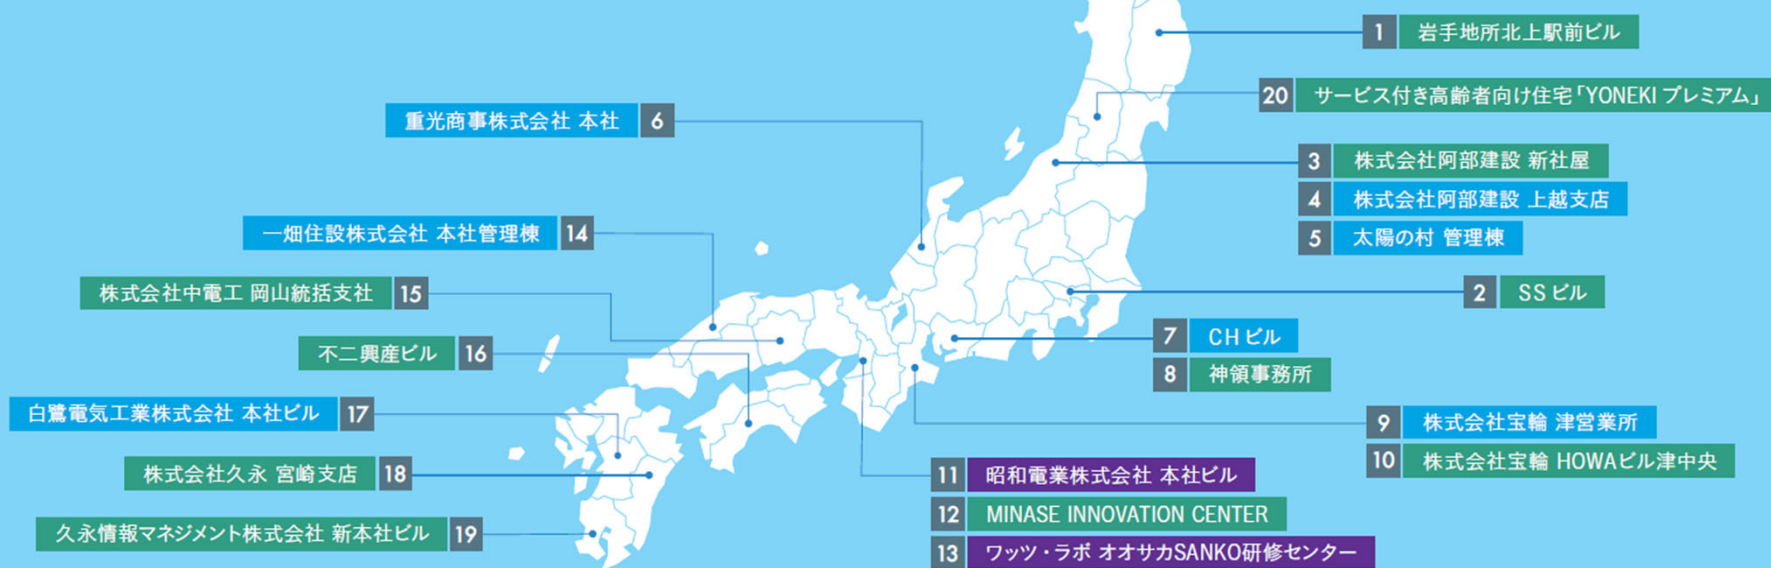 1 岩手地所北上駅前ビル
20 サービス付き高齢者向け住宅「YONEKI プレミアム」
重光商事株式会社 本社 6
3 株式会社阿部建設 新社屋
4 株式会社阿部建設 上越支店
5 太陽の村 管理棟
一畑住設株式会社 本社管理棟 14
株式会社中電工 岡山統括支社 15
2 SS ビル
7 CH ビル
不二興産ビル 16
8 神領事務所
白鷺電気工業株式会社 本社ビル 17
9 株式会社宝輪 津営業所
10 株式会社宝輪 HOWAビル津中央
株式会社久永 宮崎支店 18
11 昭和電業株式会社 本社ビル
12 MINASE INNOVATION CENTER
久永情報マネジメント株式会社 新本社ビル 19
13 ワッツ・ラボ オオサカSANKO研修センター